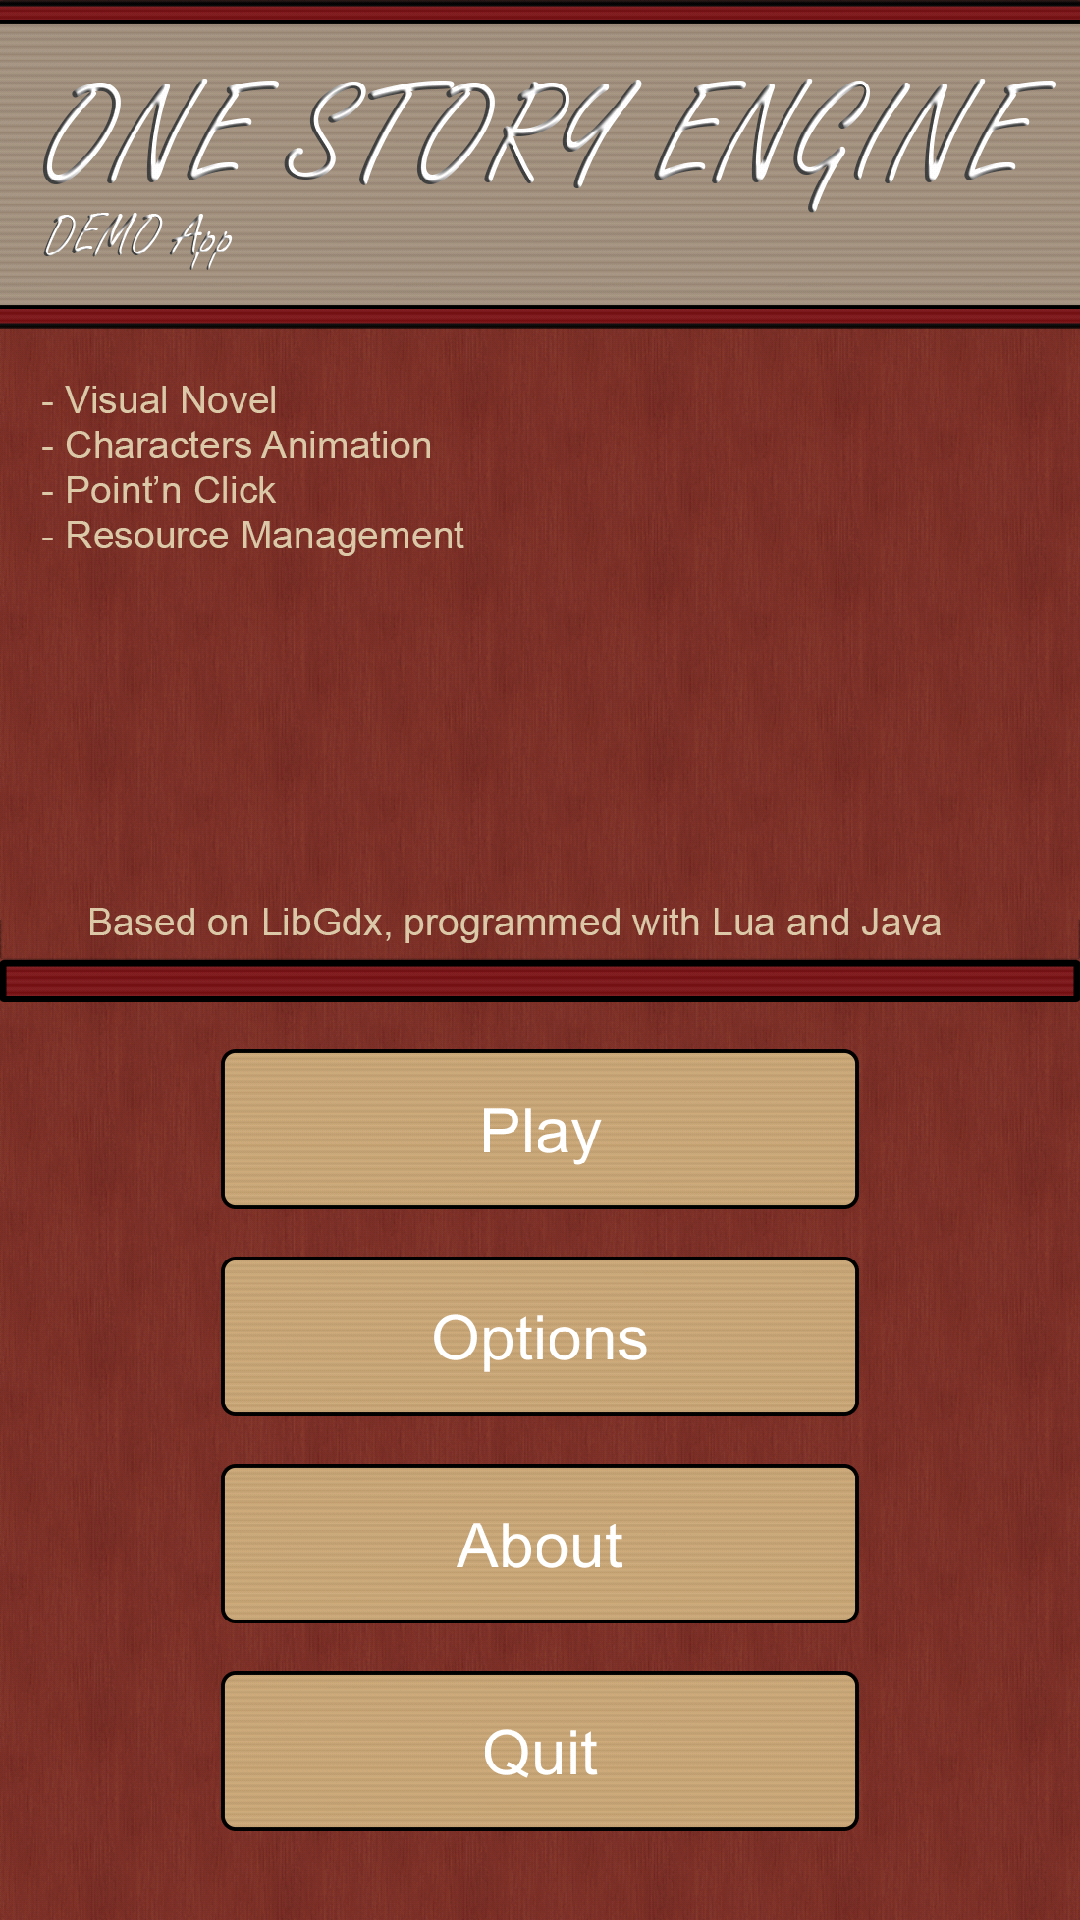 ONE STORY ENGINE
DEMO App
- Visual Novel
- Characters Animation
- Point’n Click
- Resource Management
Based on LibGdx, programmed with Lua and Java
Play
Options
About
Quit